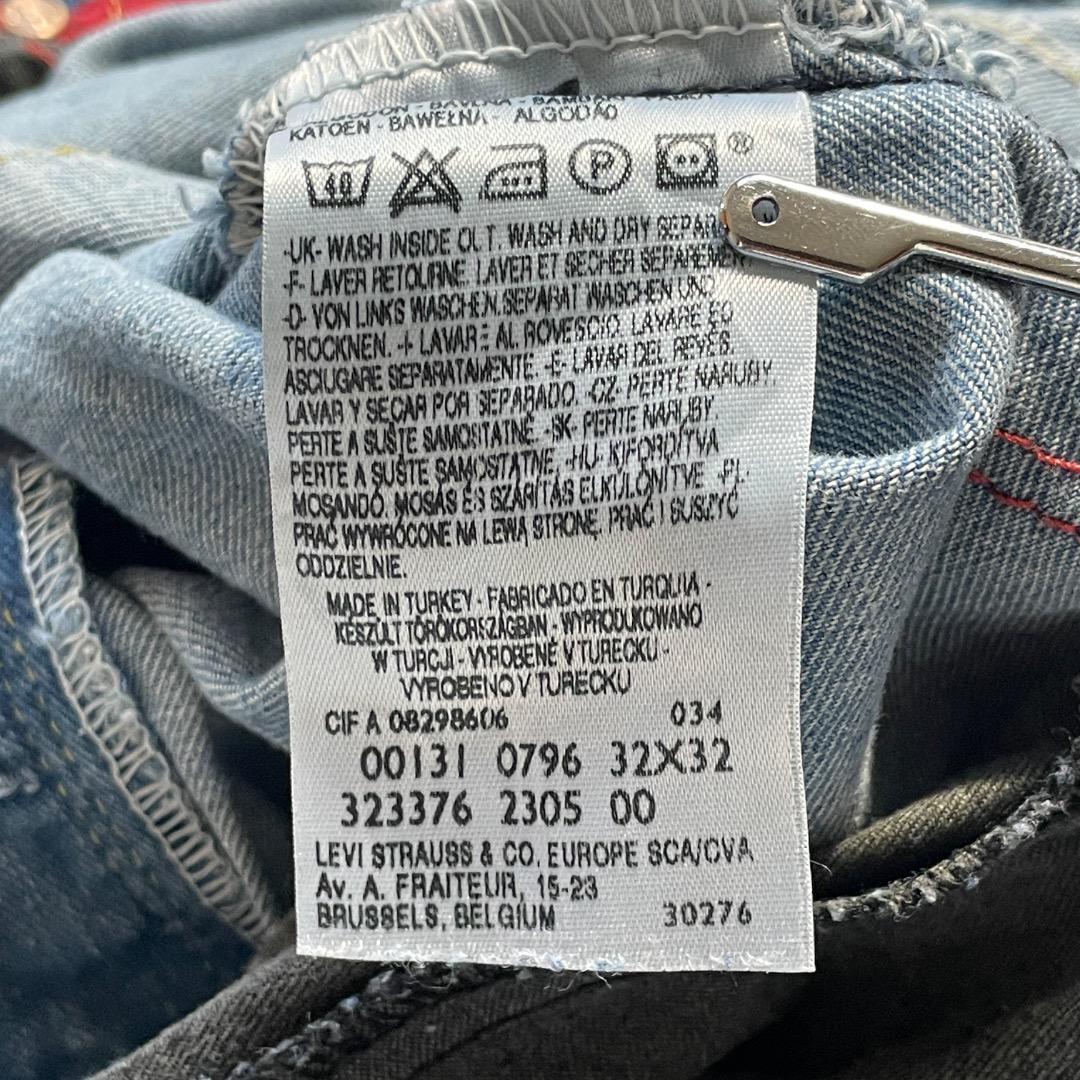 KATOEN - BAWEŁNA - ALGODÃO
40
P
-UK- WASH INSIDE OUT. WASH AND DRY SEPAR
-F- LAVER RETOURNE. LAVER ET SECHER SEPAREMEN
-D- VON LINKS WASCHEN. SEPARAT WASCHEN UND
TROCKNEN. -I- LAVARE AL ROVESCIO. LAVARE ED
ASCIUGARE SEPARATAMENTE. -E- LAVAR DEL REVES.
LAVAR Y SECAR POR SEPARADO. -CZ- PERTE NARUBY.
PERTE A SUŠTE SAMOSTATNĚ. -SK- PERTE NARUBY.
PERTE A SUŠTE SAMOSTATNE. -HU- KIFORDÍTVA
MOSANDÓ. MOSÁS ÉS SZÁRÍTÁS ELKÜLÖNÍTVE -PL-
PRAĆ WYWRÓCONE NA LEWĄ STRONĘ. PRAĆ I SUSZYĆ
ODDZIELNIE.
MADE IN TURKEY - FABRICADO EN TURQUIA -
KÉSZÜLT TÖRÖKORSZÁGBAN - WYPRODUKOWANO
W TURCJI - VYROBENÉ V TURECKU -
VYROBENO V TURECKU
CIF A 08298606 034
00131 0796 32X32
323376 2305 00
LEVI STRAUSS & CO. EUROPE SCA/CVA
Av. A. FRAITEUR, 15-23
BRUSSELS, BELGIUM 30276